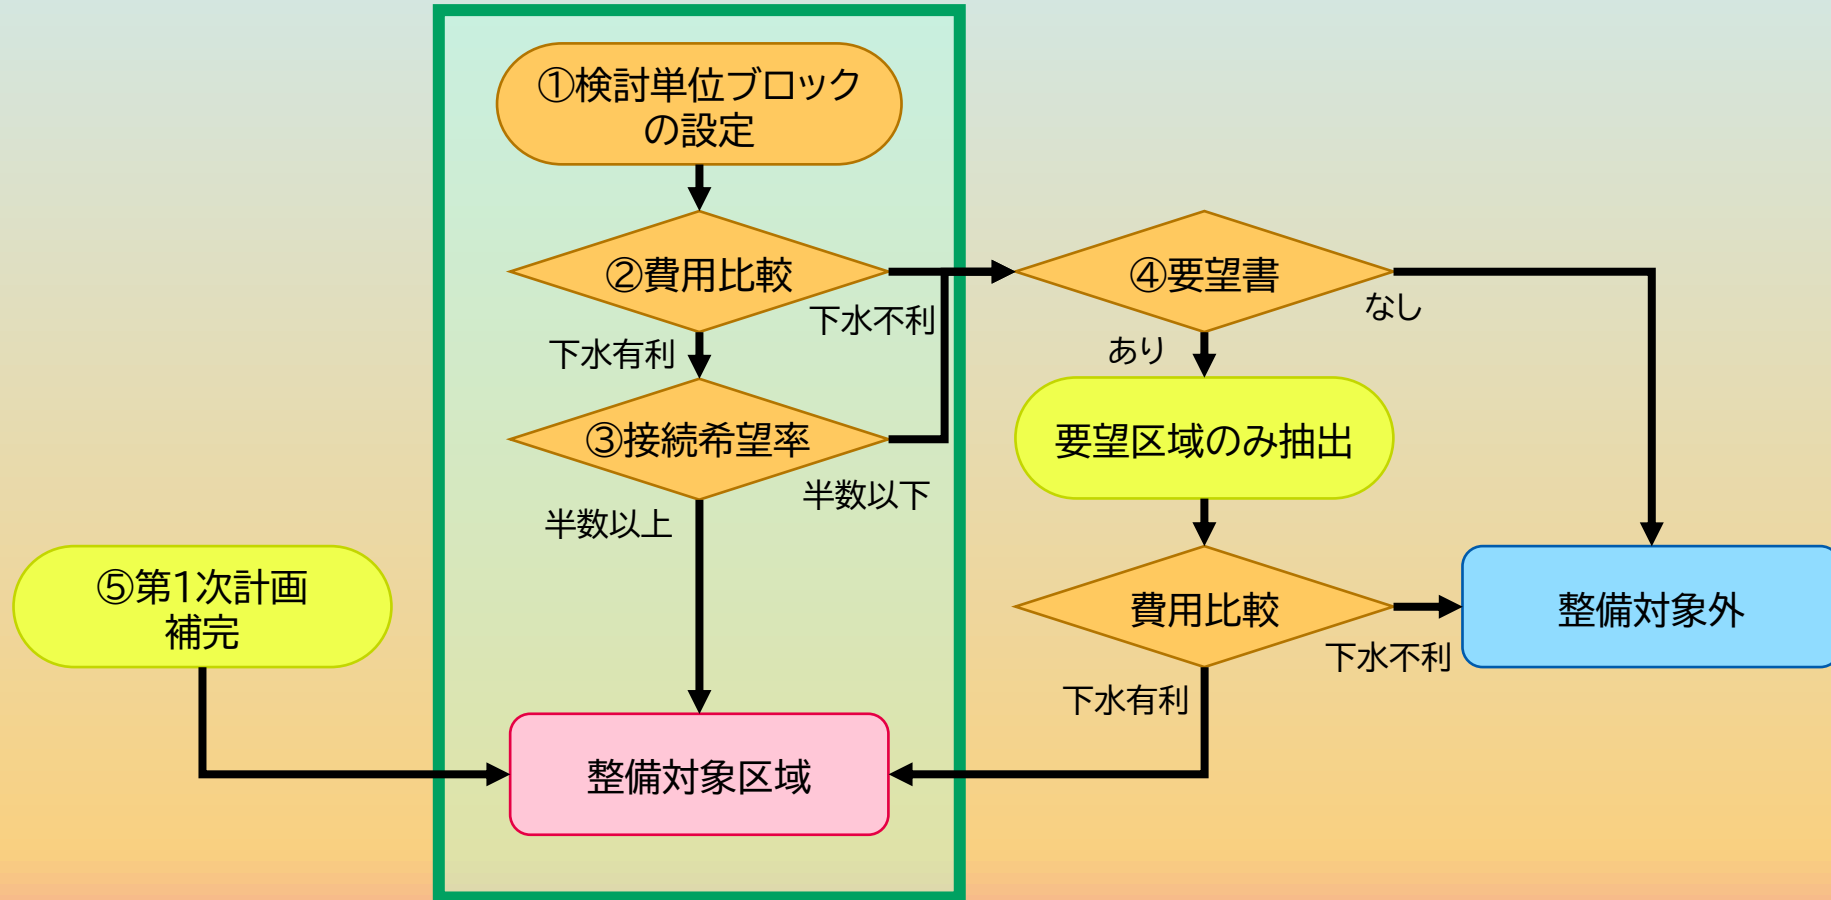 ①検討単位ブロック
の設定
②費用比較
下水不利
下水有利
③接続希望率
半数以下
半数以上
④要望書
なし
あり
要望区域のみ抽出
費用比較
下水不利
下水有利
整備対象外
⑤第1次計画
補完
整備対象区域